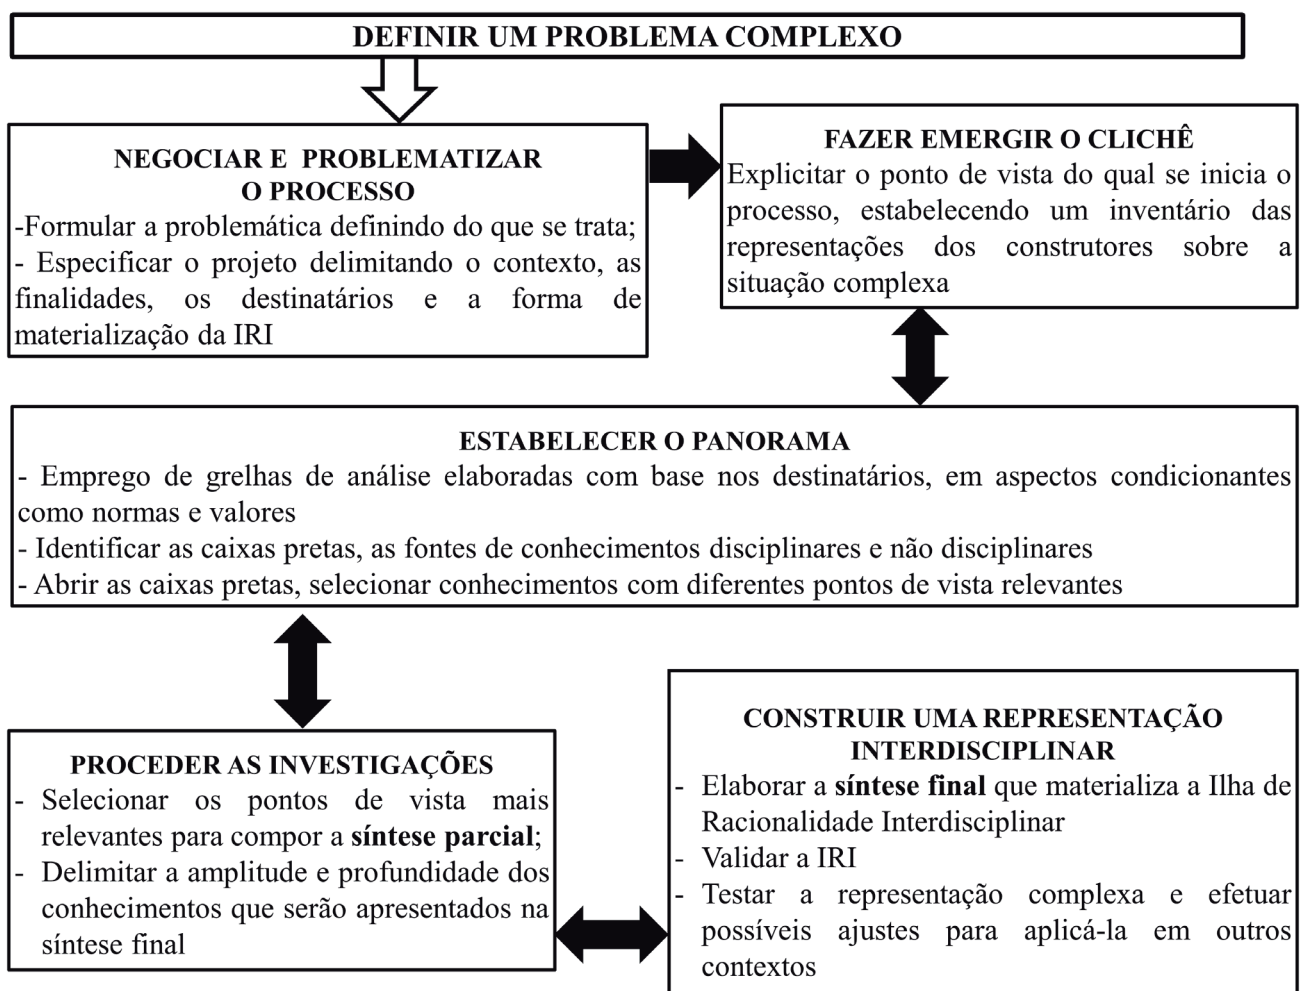 DEFINIR UM PROBLEMA COMPLEXO
NEGOCIAR E PROBLEMATIZAR
O PROCESSO
-Formular a problemática definindo do que se trata;
- Especificar o projeto delimitando o contexto, as
finalidades, os destinatários e a forma de
materialização da IRI
FAZER EMERGIR O CLICHÊ
Explicitar o ponto de vista do qual se inicia o
processo, estabelecendo um inventário das
representações dos construtores sobre a
situação complexa
ESTABELECER O PANORAMA
- Emprego de grelhas de análise elaboradas com base nos destinatários, em aspectos condicionantes
como normas e valores
- Identificar as caixas pretas, as fontes de conhecimentos disciplinares e não disciplinares
- Abrir as caixas pretas, selecionar conhecimentos com diferentes pontos de vista relevantes
PROCEDER AS INVESTIGAÇÕES
- Selecionar os pontos de vista mais
relevantes para compor a síntese parcial;
- Delimitar a amplitude e profundidade dos
conhecimentos que serão apresentados na
síntese final
CONSTRUIR UMA REPRESENTAÇÃO
INTERDISCIPLINAR
- Elaborar a síntese final que materializa a Ilha de
Racionalidade Interdisciplinar
- Validar a IRI
- Testar a representação complexa e efetuar
possíveis ajustes para aplicá-la em outros
contextos